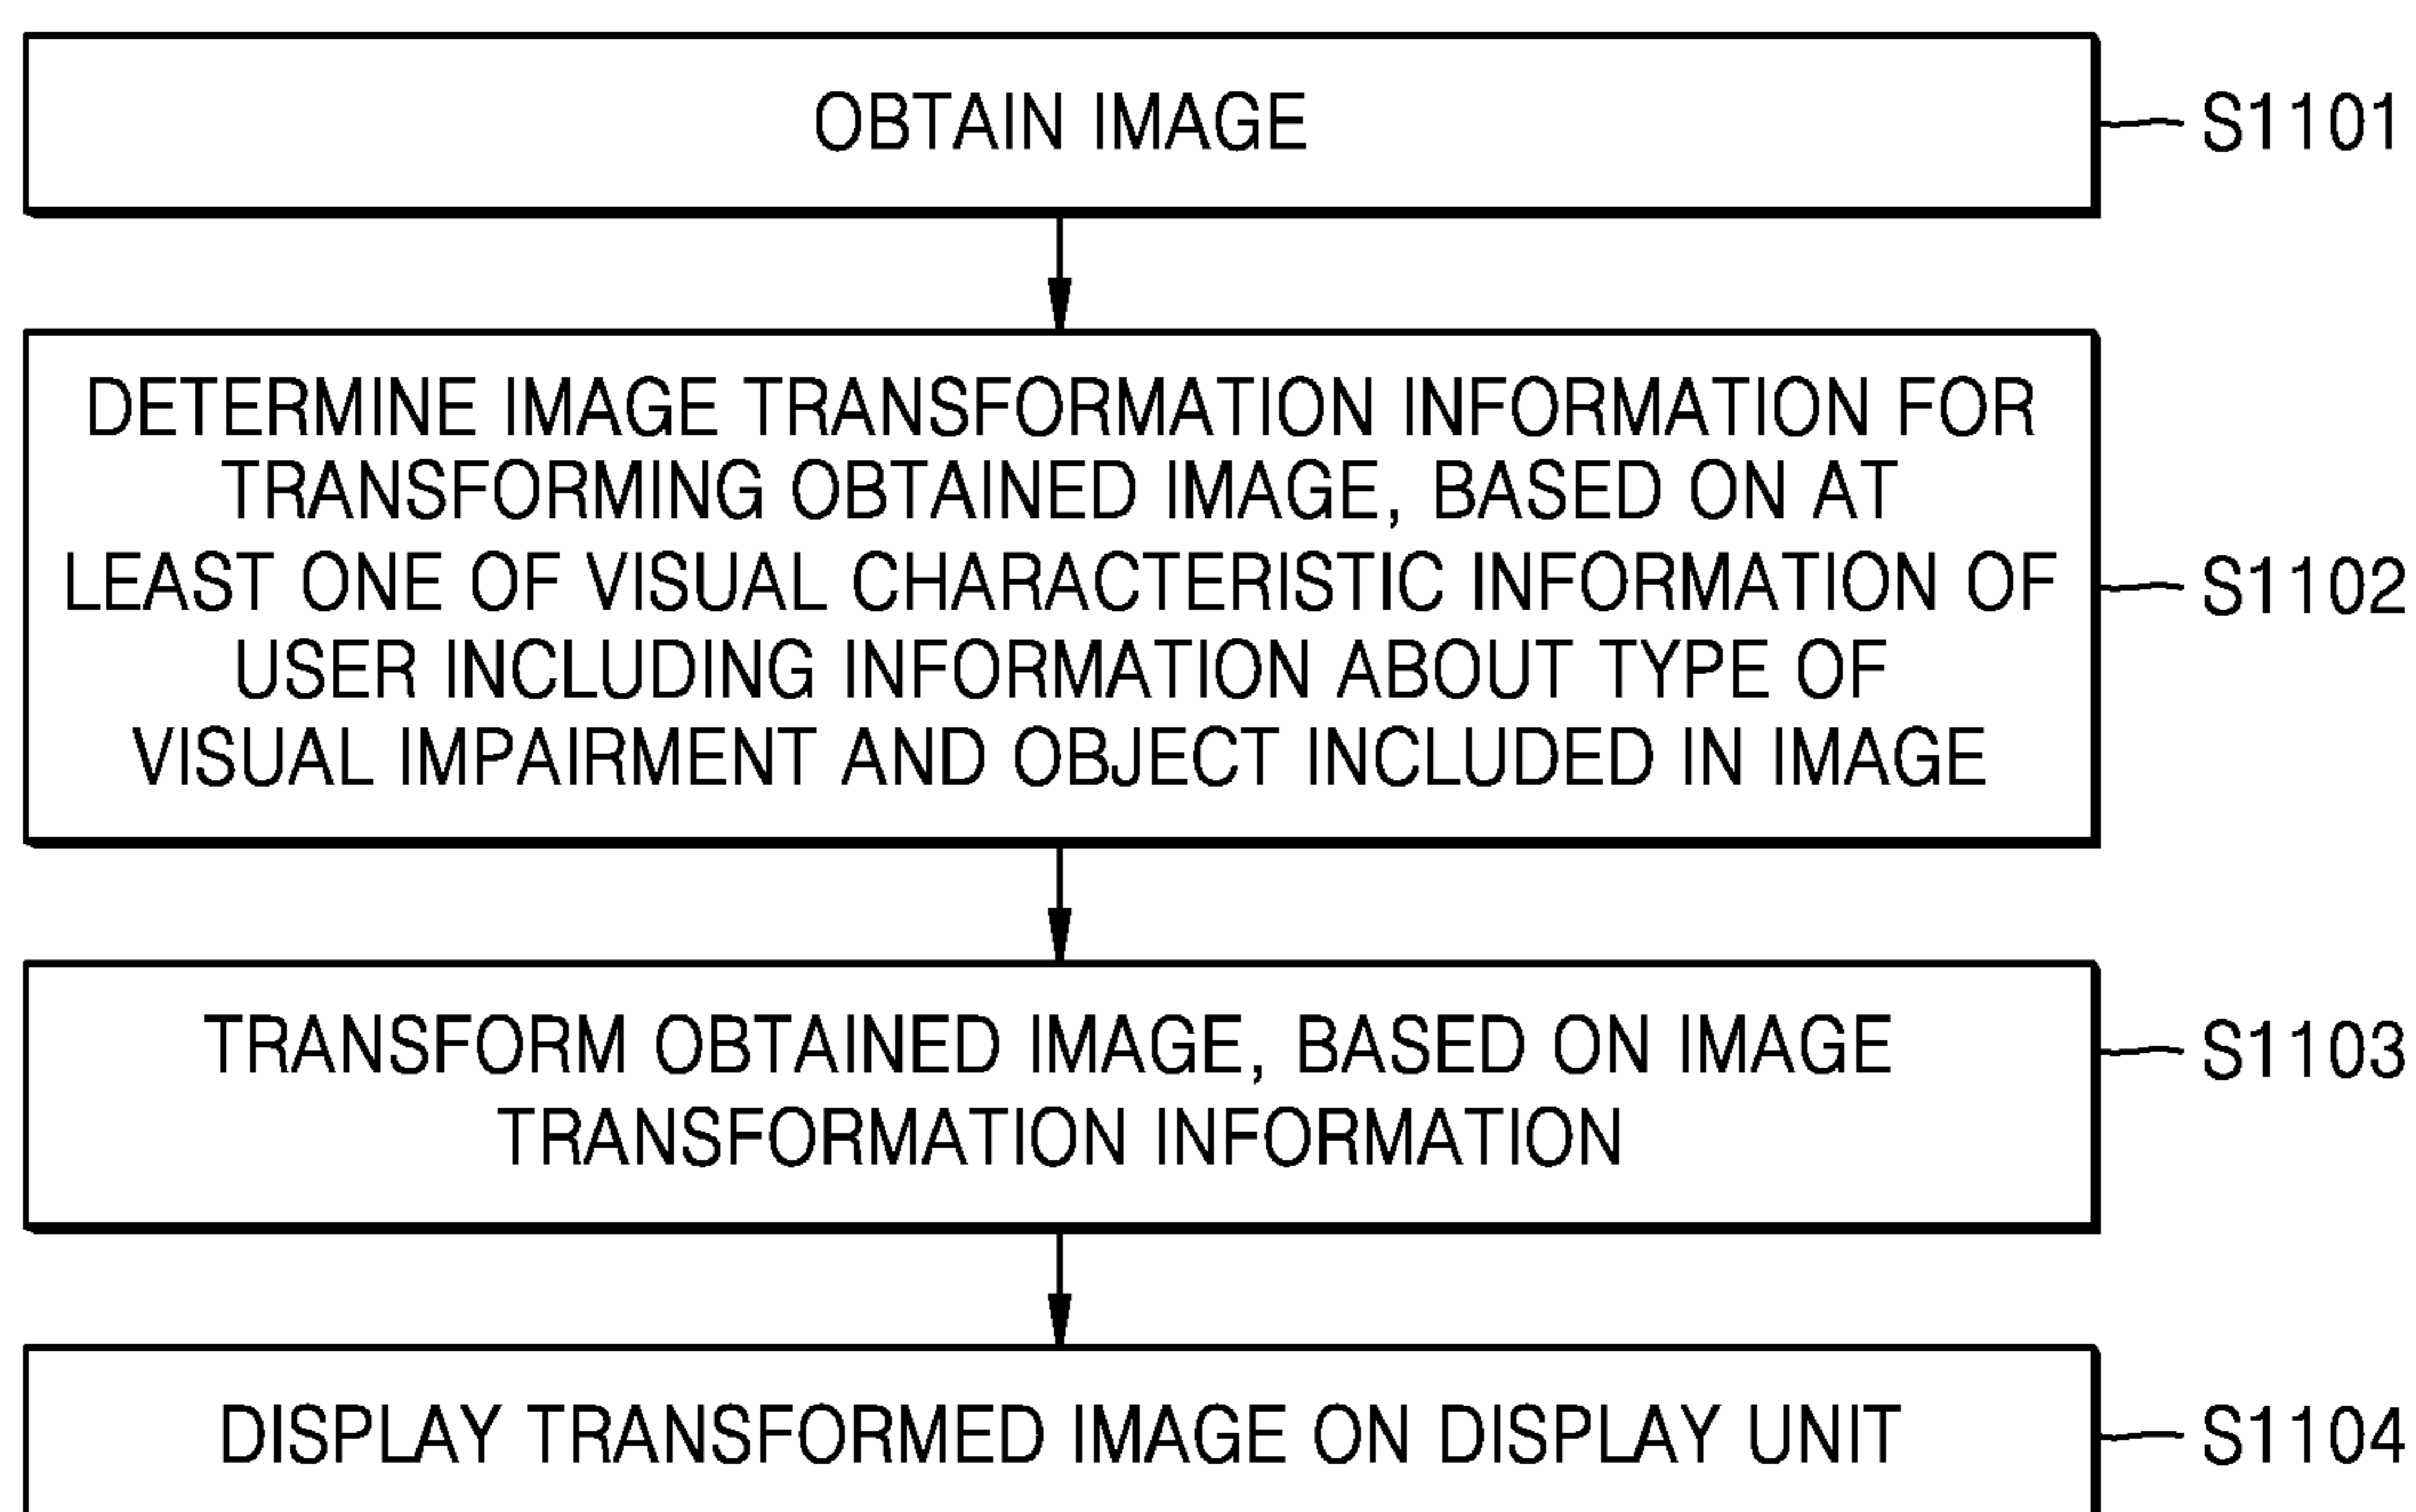 OBTAIN IMAGE
S1101
DETERMINE IMAGE TRANSFORMATION INFORMATION FOR
TRANSFORMING OBTAINED IMAGE, BASED ON AT
LEAST ONE OF VISUAL CHARACTERISTIC INFORMATION OF
USER INCLUDING INFORMATION ABOUT TYPE OF
VISUAL IMPAIRMENT AND OBJECT INCLUDED IN IMAGE
S1102
TRANSFORM OBTAINED IMAGE, BASED ON IMAGE
TRANSFORMATION INFORMATION
S1103
DISPLAY TRANSFORMED IMAGE ON DISPLAY UNIT
S1104